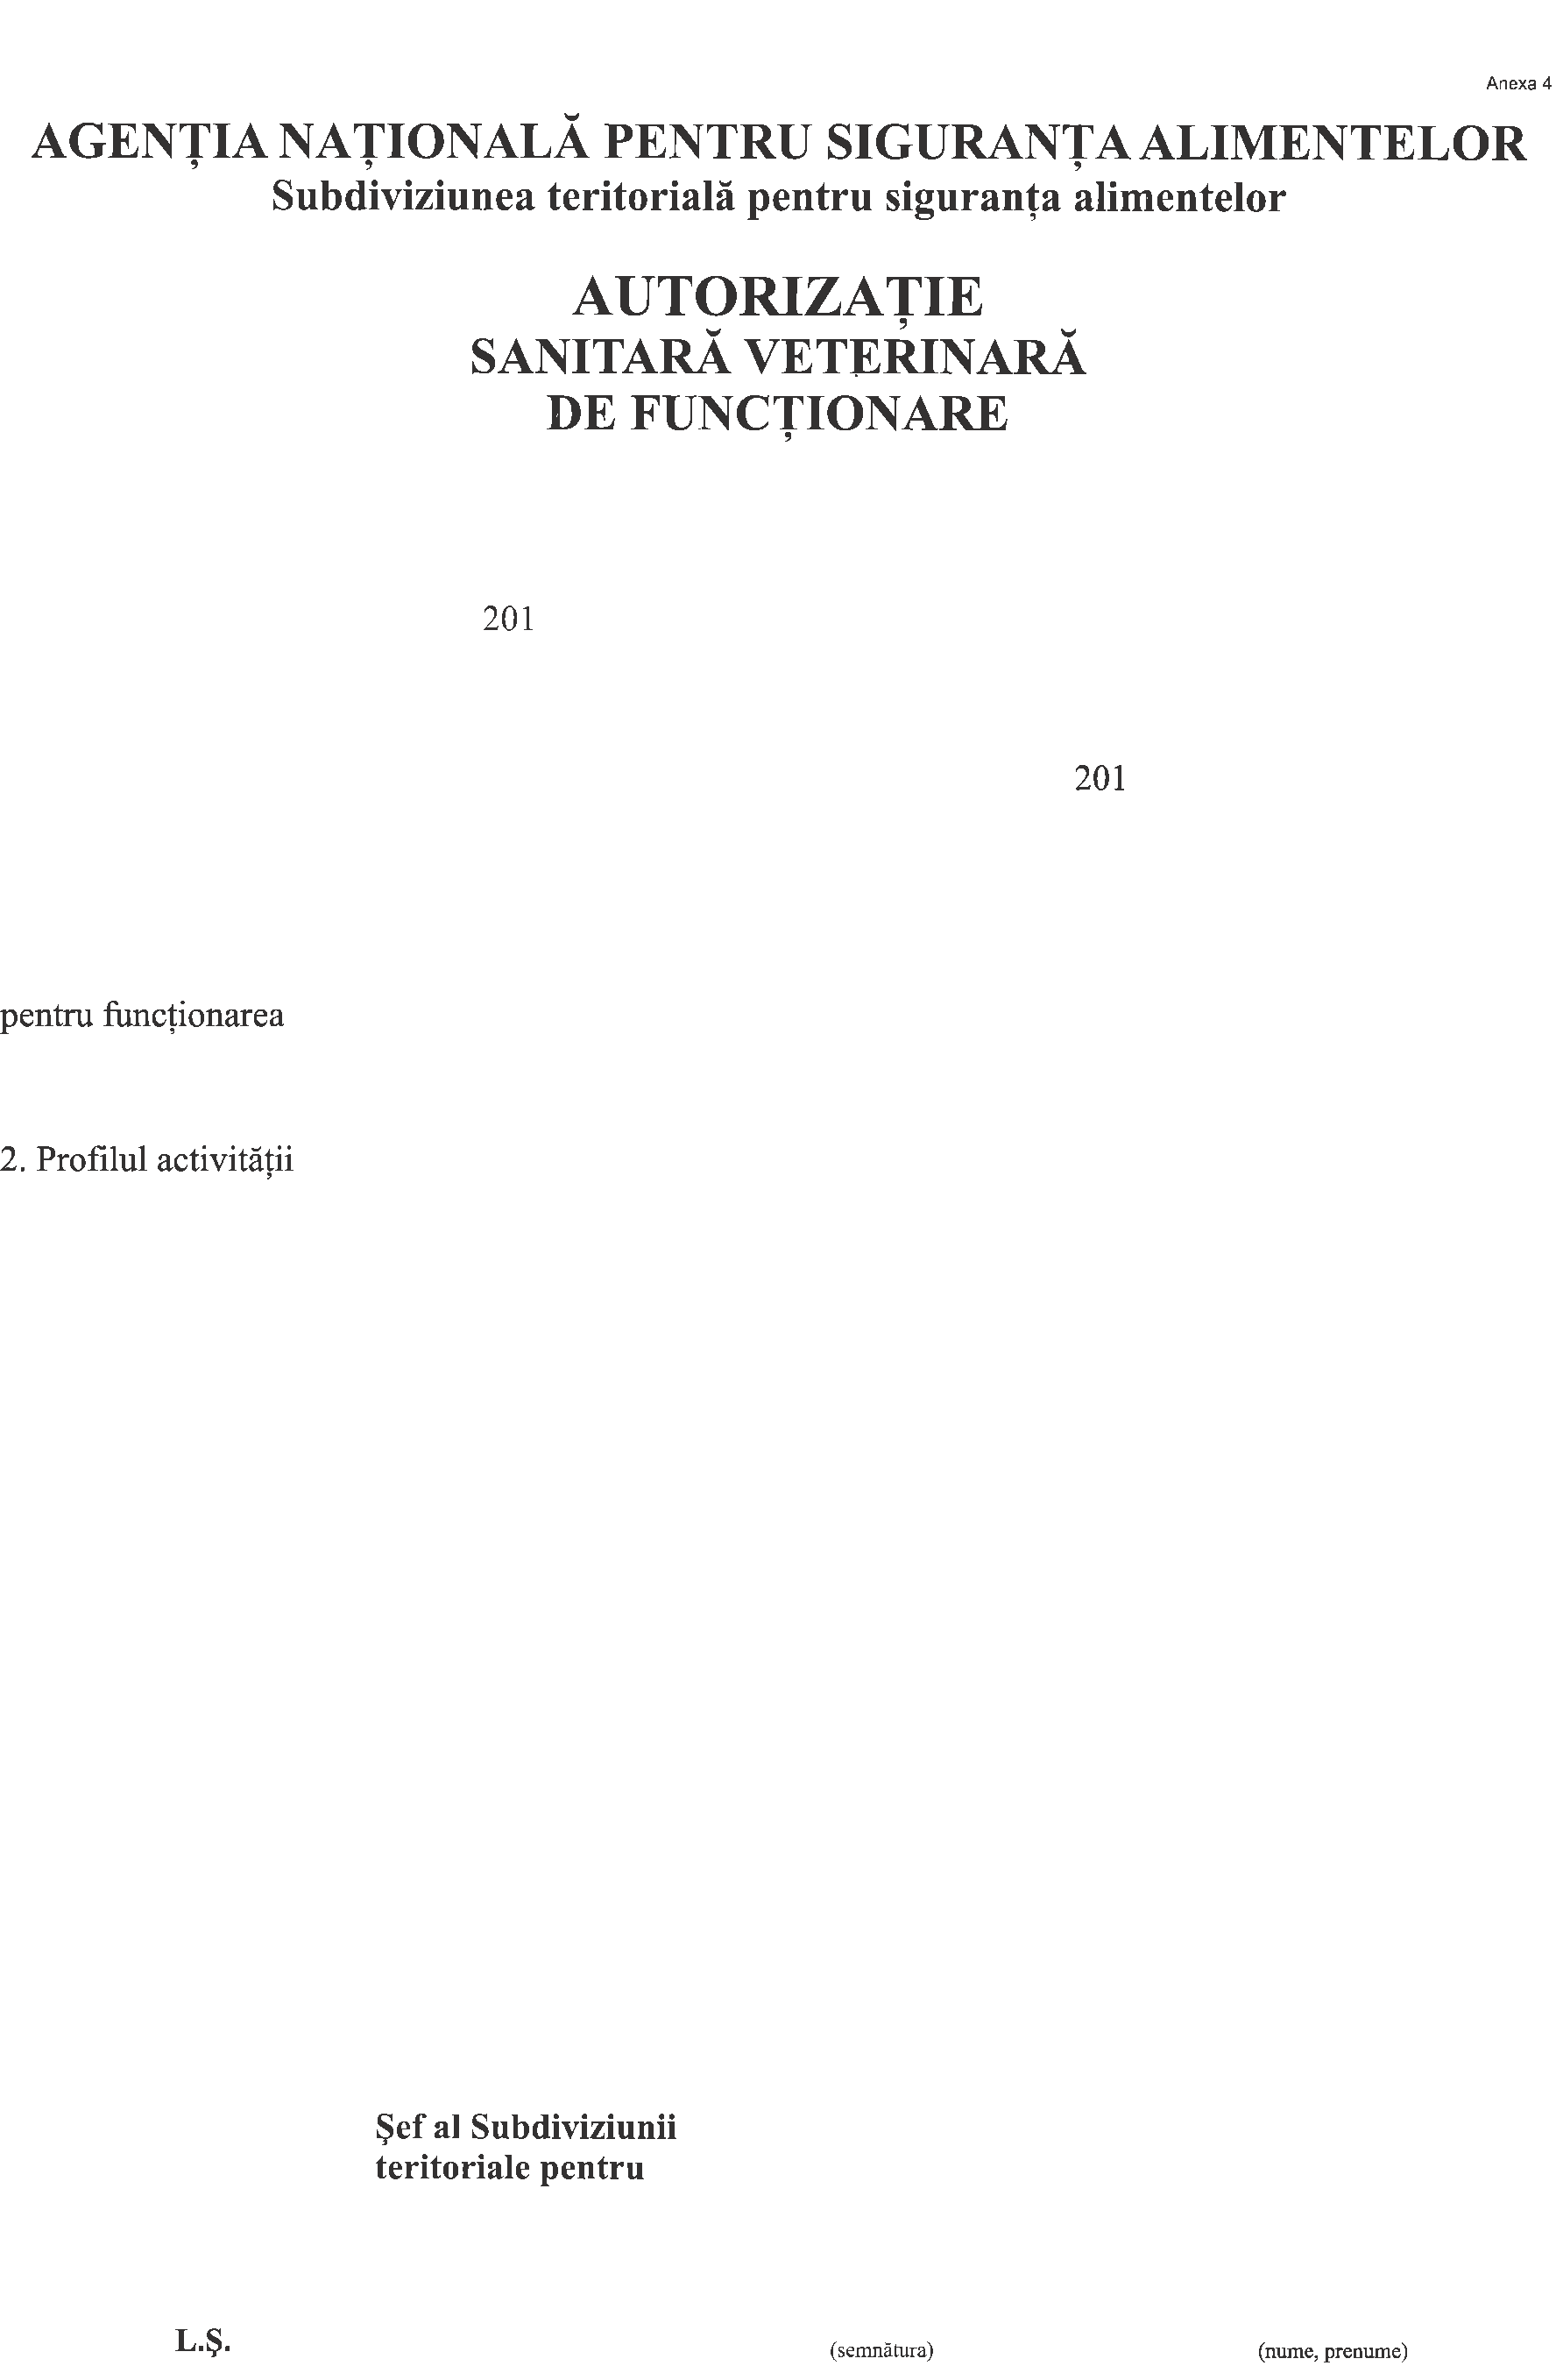 Anexa 4
AGENȚIA NAȚIONALĂ PENTRU SIGURANȚA ALIMENTELOR
Subdiviziunea teritorială pentru siguranța alimentelor
AUTORIZAȚIE
SANITARĂ VETERINARĂ
DE FUNCȚIONARE
201
201
pentru funcționarea
2. Profilul activității
Şef al Subdiviziunii
teritoriale pentru
L.Ş.
(semnătura) (nume, prenume)